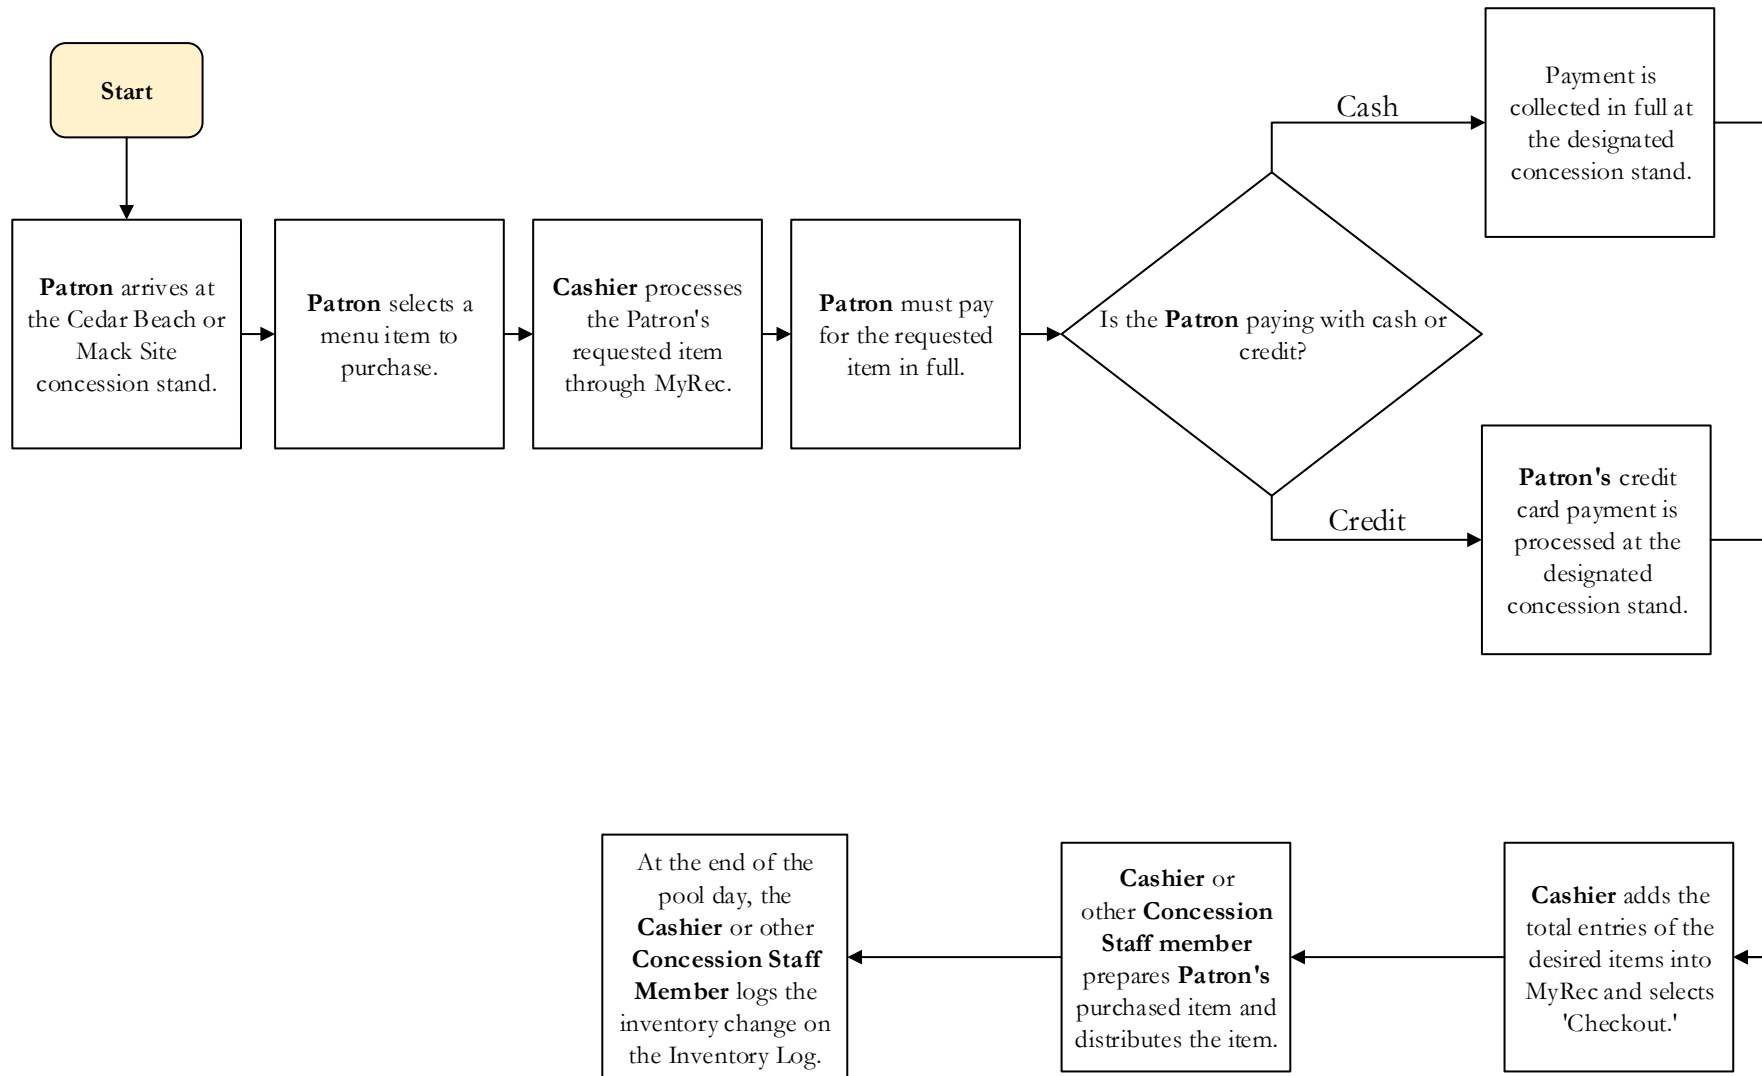 Start
Patron arrives at
the Cedar Beach or
Mack Site
concession stand.
Patron selects a
menu item to
purchase.
Cashier processes
the Patron's
requested item
through MyRec.
Patron must pay
for the requested
item in full.
Is the Patron paying with cash or
credit?
Cash
Payment is
collected in full at
the designated
concession stand.
Credit
Patron's credit
card payment is
processed at the
designated
concession stand.
Cashier adds the
total entries of the
desired items into
MyRec and selects
'Checkout.'
Cashier or
other Concession
Staff member
prepares Patron's
purchased item and
distributes the item.
At the end of the
pool day, the
Cashier or other
Concession Staff
Member logs the
inventory change on
the Inventory Log.